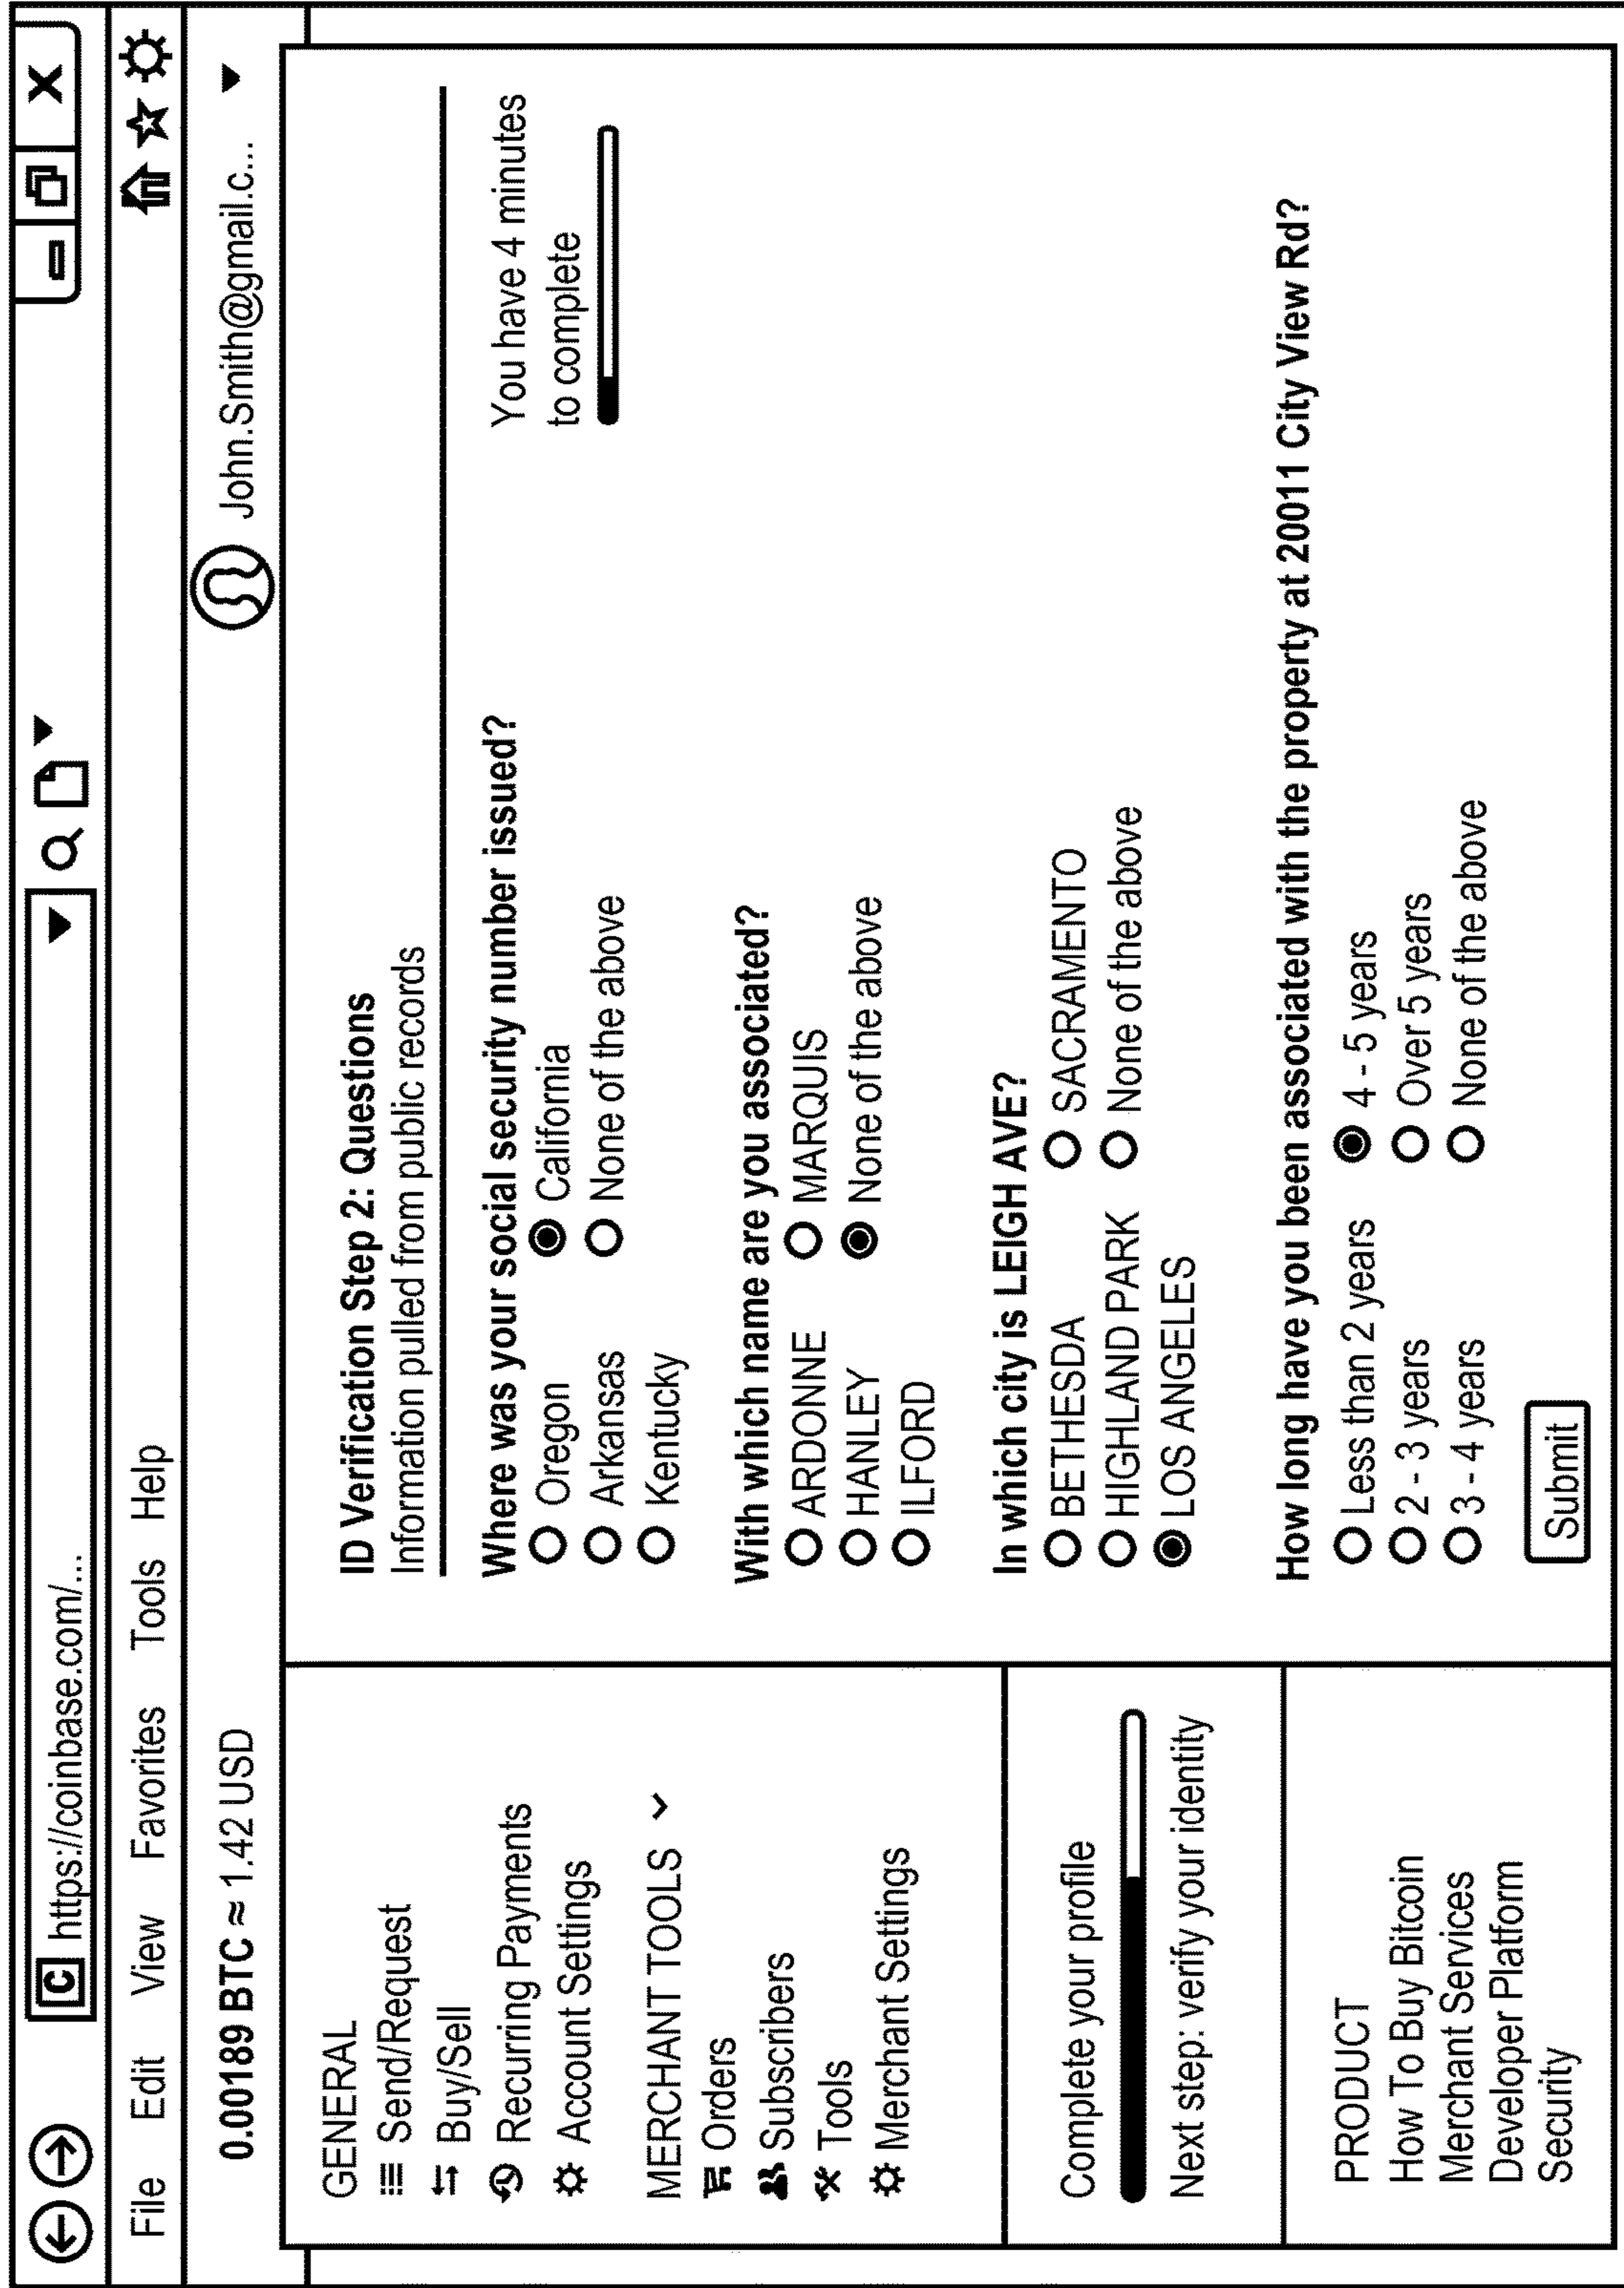 C https://coinbase.com/...
X
File Edit View Favorites Tools Help
0.00189 BTC ≈ 1.42 USD
John.Smith@gmail.c...
GENERAL
Send/Request
Buy/Sell
Recurring Payments
Account Settings
MERCHANT TOOLS
Orders
Subscribers
Tools
Merchant Settings
Complete your profile
Next step: verify your identity
PRODUCT
How To Buy Bitcoin
Merchant Services
Developer Platform
Security
ID Verification Step 2: Questions
Information pulled from public records
You have 4 minutes
to complete
Where was your social security number issued?
Oregon California
Arkansas None of the above
Kentucky
With which name are you associated?
ARDONNE MARQUIS
HANLEY None of the above
ILFORD
In which city is LEIGH AVE?
BETHESDA SACRAMENTO
HIGHLAND PARK None of the above
LOS ANGELES
How long have you been associated with the property at 20011 City View Rd?
Less than 2 years 4 - 5 years
2 - 3 years Over 5 years
3 - 4 years None of the above
Submit